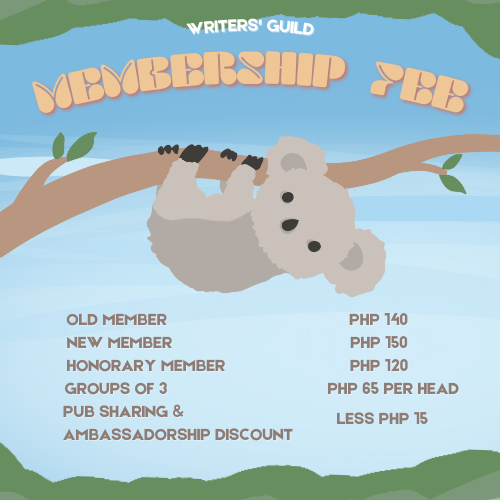 WRITERS' GUILD
MEMBERSHIP FEE
OLD MEMBER PHP 140
NEW MEMBER PHP 150
HONORARY MEMBER PHP 120
GROUPS OF 3 PHP 65 PER HEAD
PUB SHARING &
AMBASSADORSHIP DISCOUNT LESS PHP 15